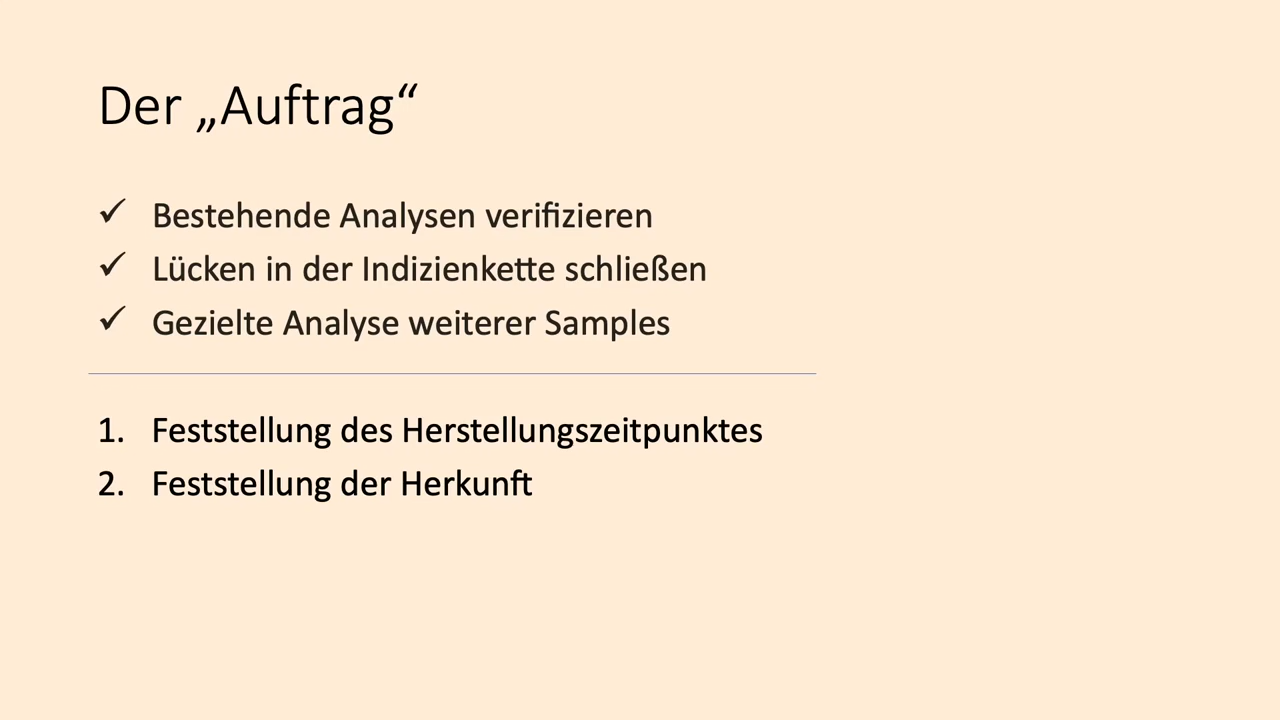 Der „Auftrag“
✓ Bestehende Analysen verifizieren
✓ Lücken in der Indizienkette schließen
✓ Gezielte Analyse weiterer Samples
1. Feststellung des Herstellungszeitpunktes
2. Feststellung der Herkunft